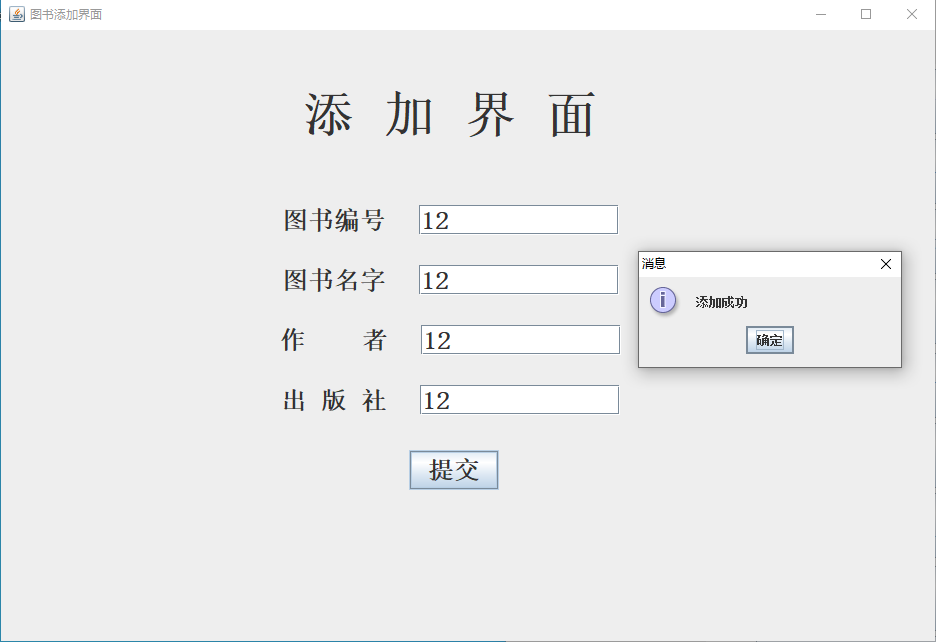 图书添加界面
添 加 界 面
图书编号 12
图书名字 12
作 者 12
出 版 社 12
提交
消息
添加成功
确定